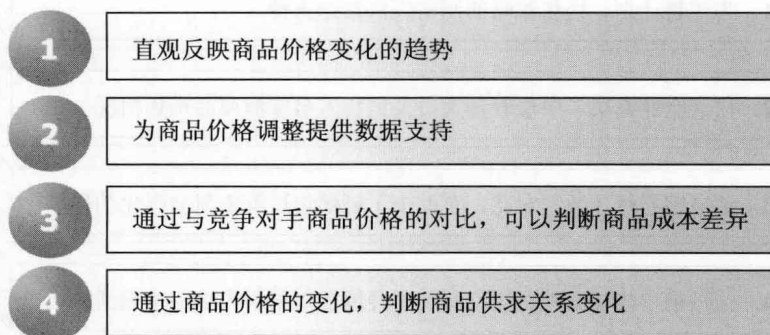 1 直观反映商品价格变化的趋势
2 为商品价格调整提供数据支持
3 通过与竞争对手商品价格的对比，可以判断商品成本差异
4 通过商品价格的变化，判断商品供求关系变化